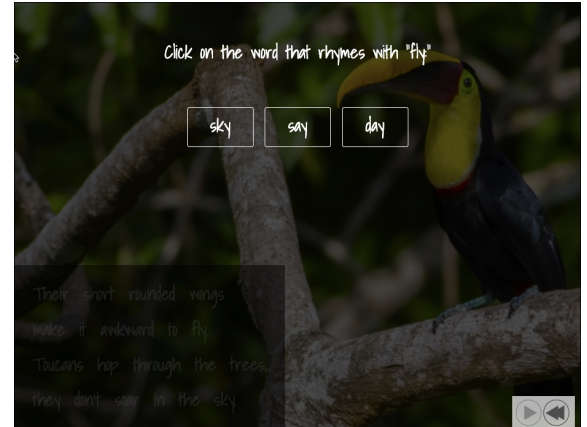 Click on the word that rhymes with "fly."
sky
say
day
Their short rounded wings
make it awkward to fly.
Toucans hop through the trees,
they don't soar in the sky.